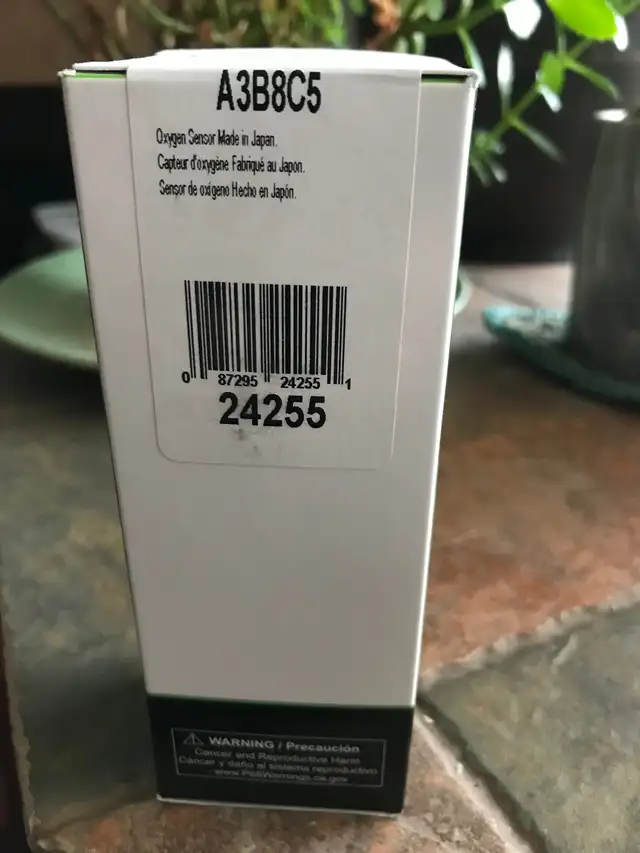 A3B8C5
Oxygen Sensor Made in Japan.
Capteur d'oxygène Fabriqué au Japon.
Sensor de oxígeno Hecho en Japón.
0 87295 24255 1
24255
WARNING / Precaución
Cancer and Reproductive Harm
Cáncer y daño al sistema reproductivo
www.P65Warnings.ca.gov